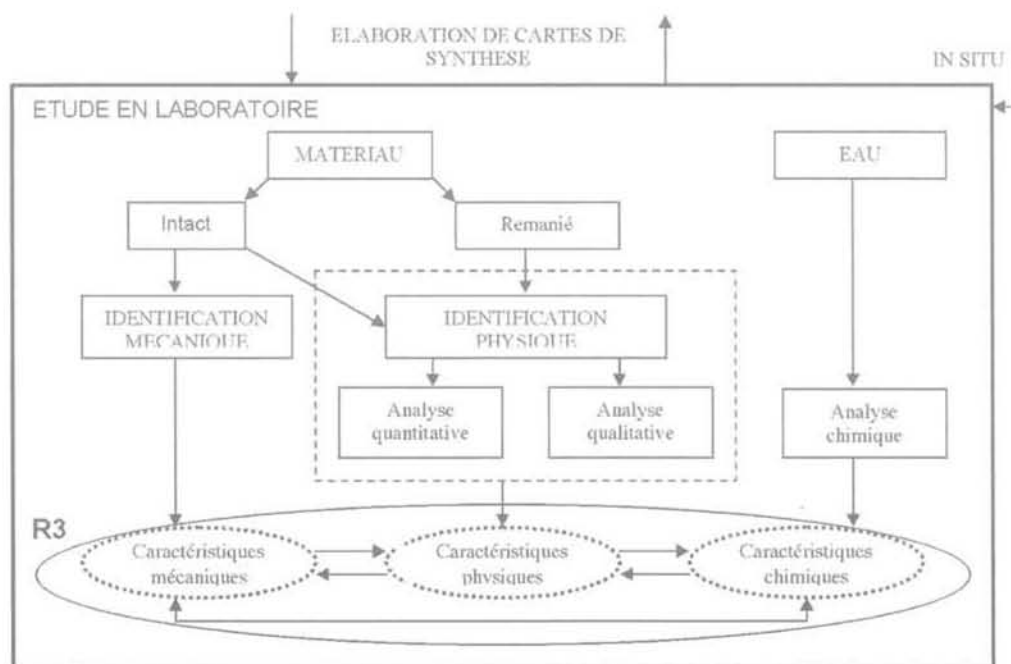 ELABORATION DE CARTES DE
SYNTHESE
IN SITU
ETUDE EN LABORATOIRE
MATERIAU
EAU
Intact
Remanié
IDENTIFICATION
MECANIQUE
IDENTIFICATION
PHYSIQUE
Analyse
quantitative
Analyse
qualitative
Analyse
chimique
R3
Caractéristiques
mécaniques
Caractéristiques
physiques
Caractéristiques
chimiques